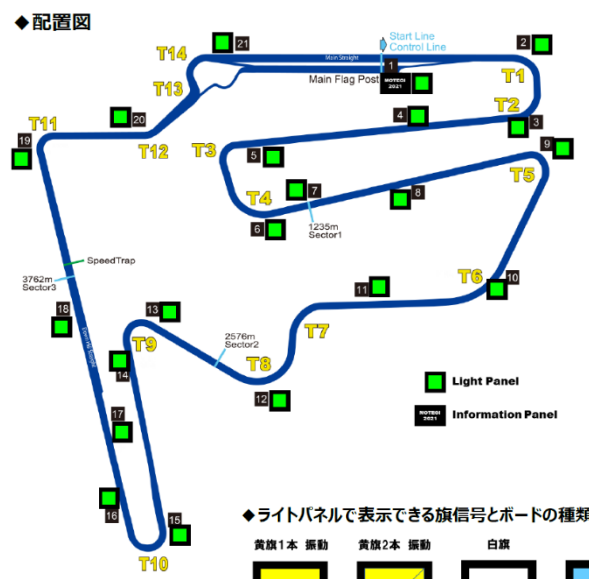 ◆配置図
21
Start Line
Control Line
2
T14
Main Straight
T1
1
Main Flag Post
MOTEGI
2021
T13
4
T2
3
20
T11
19
T12
T3
5
9
T5
7
8
T4
6
1235m
Sector1
SpeedTrap
3762m
Sector3
T6
10
11
13
18
T7
2576m
Sector2
T9
14
T8
12
Light Panel
MOTEGI
2021
Information Panel
17
16
15
T10
◆ライトパネルで表示できる旗信号とボードの種類
黄旗1本 振動
黄旗2本 振動
白旗